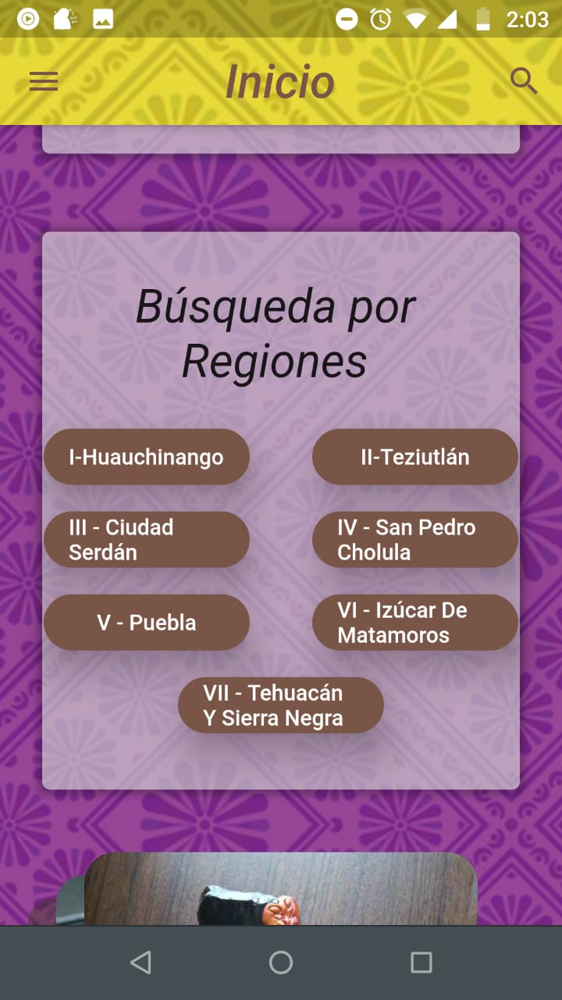 2:03
Inicio
Búsqueda por
Regiones
I-Huauchinango
II-Teziutlán
III - Ciudad
Serdán
IV - San Pedro
Cholula
V - Puebla
VI - Izúcar De
Matamoros
VII - Tehuacán
Y Sierra Negra